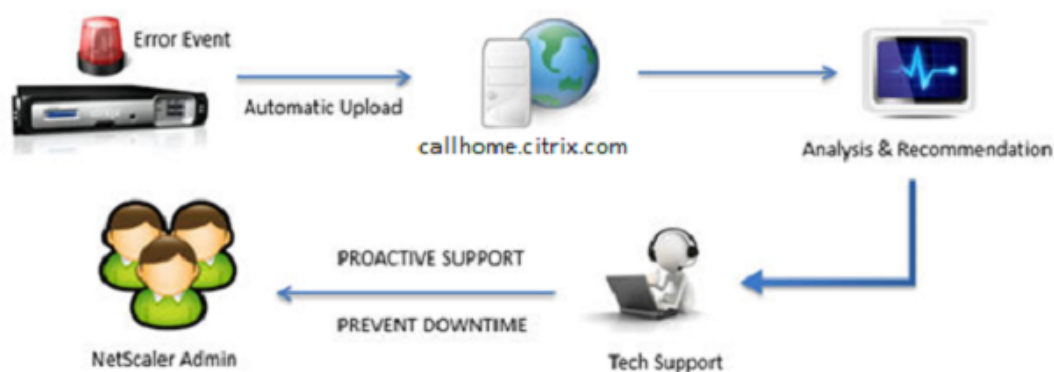 Error Event
Automatic Upload
callhome.citrix.com
Analysis & Recommendation
PROACTIVE SUPPORT
PREVENT DOWNTIME
NetScaler Admin
Tech Support